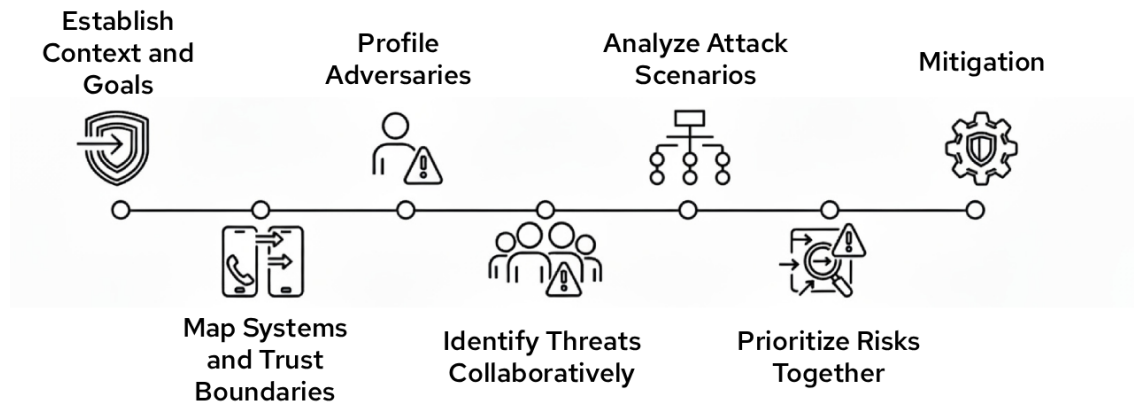 Establish
Context and
Goals
Map Systems
and Trust
Boundaries
Profile
Adversaries
Identify Threats
Collaboratively
Analyze Attack
Scenarios
Prioritize Risks
Together
Mitigation